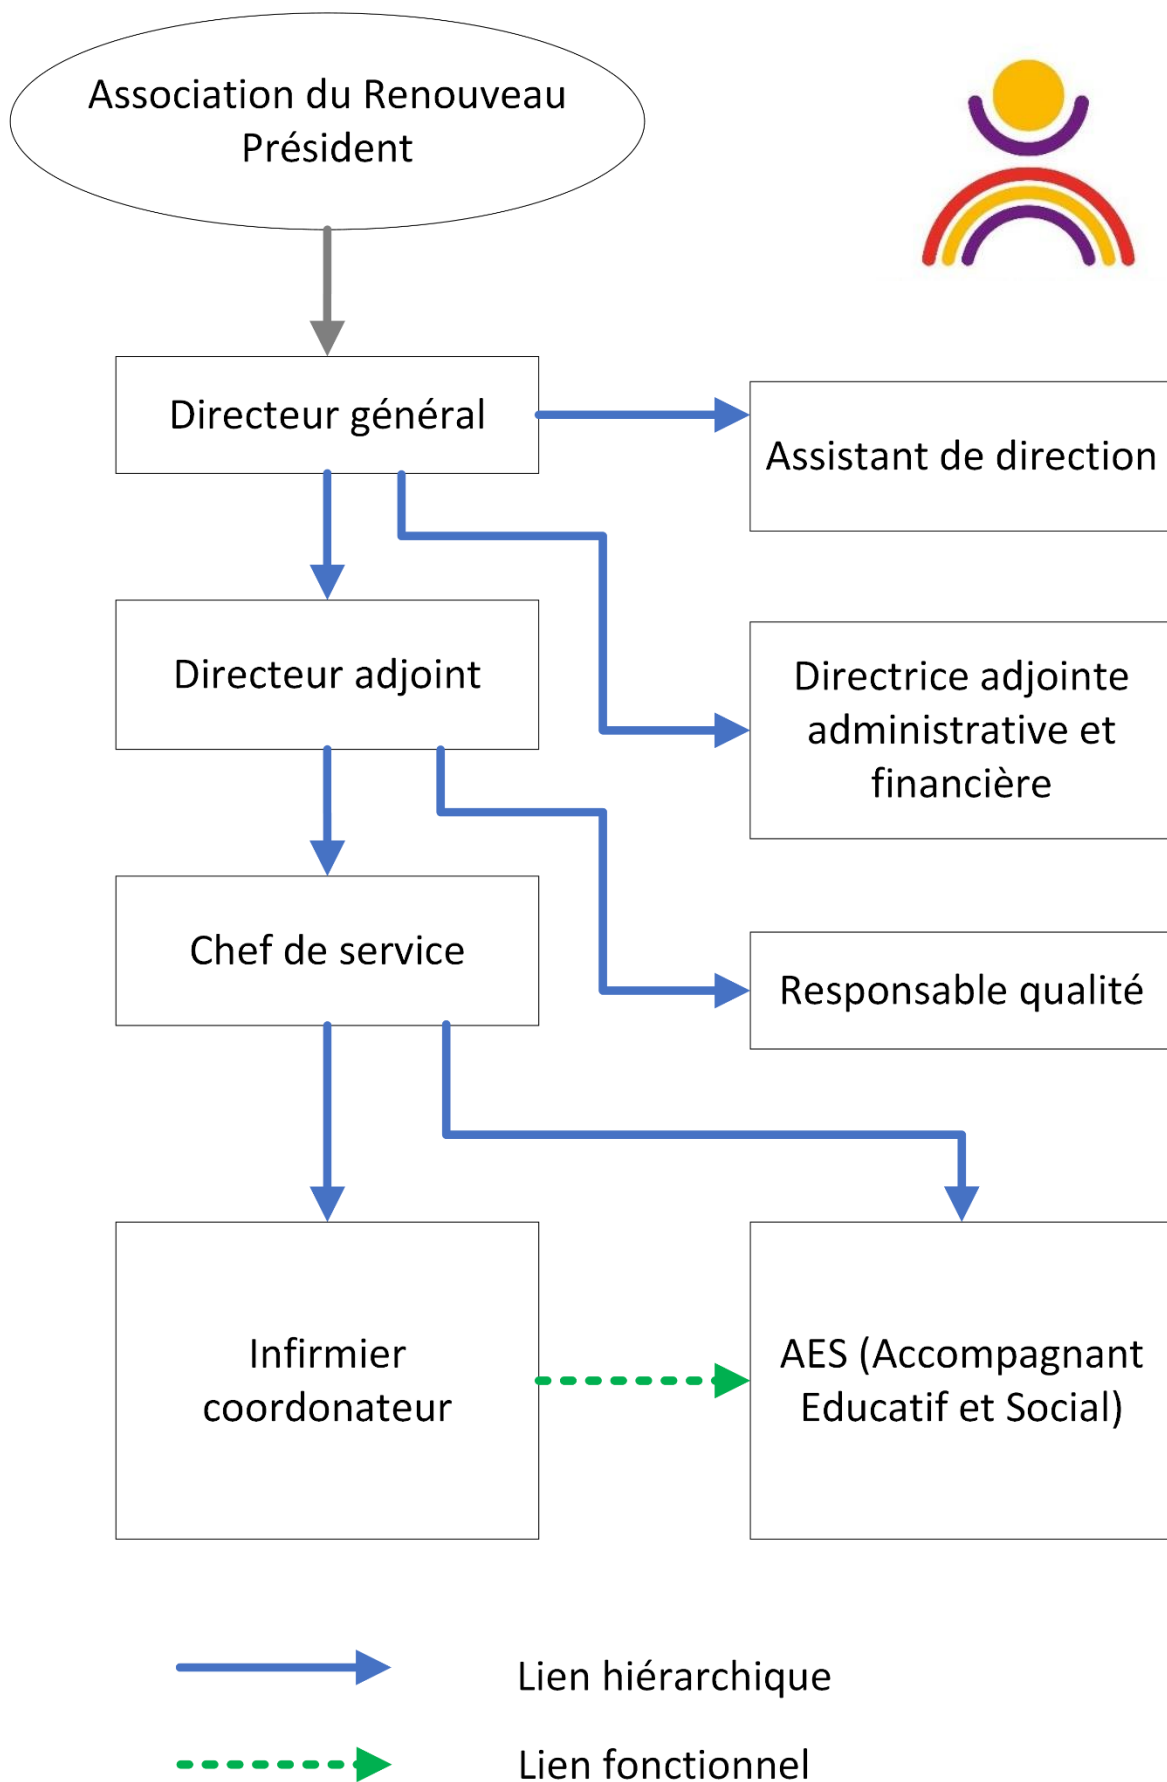 Association du Renouveau
Président
Directeur général
Assistant de direction
Directeur adjoint
Directrice adjointe
administrative et
financière
Chef de service
Responsable qualité
Infirmier
coordonateur
AES (Accompagnant
Educatif et Social)
Lien hiérarchique
Lien fonctionnel